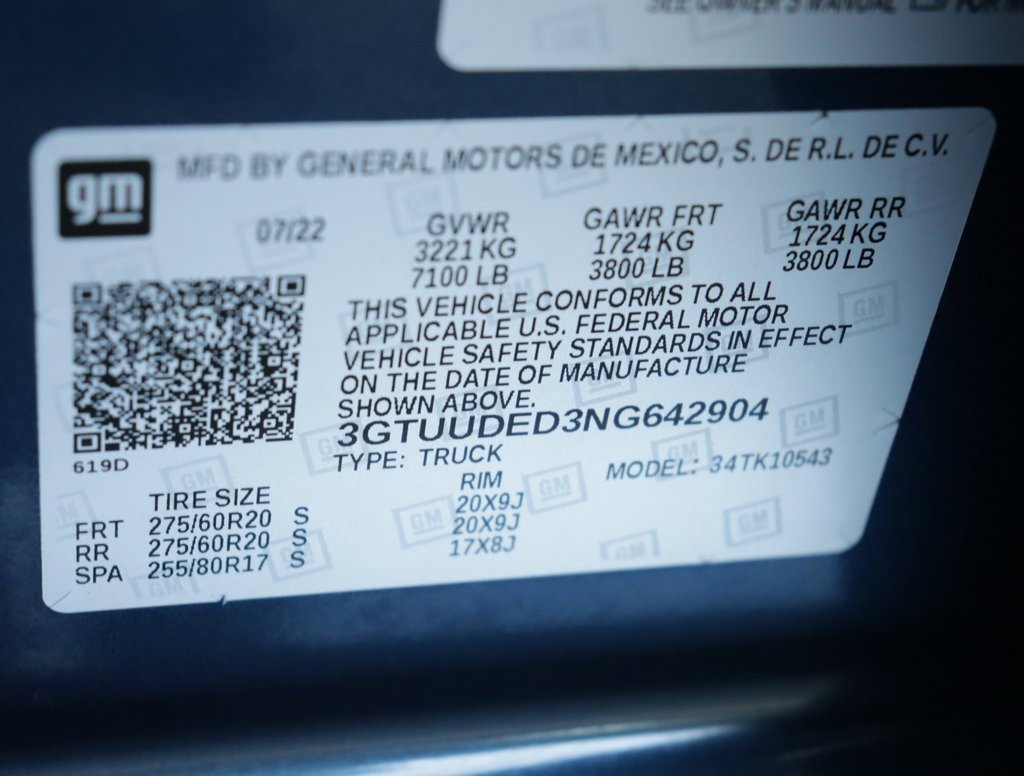 SEE OWNER'S MANUAL
gm
MFD BY GENERAL MOTORS DE MEXICO, S. DE R.L. DE C.V.
07/22 GVWR GAWR FRT GAWR RR
3221 KG 1724 KG 1724 KG
7100 LB 3800 LB 3800 LB
THIS VEHICLE CONFORMS TO ALL
APPLICABLE U.S. FEDERAL MOTOR
VEHICLE SAFETY STANDARDS IN EFFECT
ON THE DATE OF MANUFACTURE
SHOWN ABOVE.
3GTUUDED3NG642904
619D
TYPE: TRUCK MODEL: 34TK10543
TIRE SIZE RIM
FRT 275/60R20 S 20X9J
RR 275/60R20 S 20X9J
SPA 255/80R17 S 17X8J